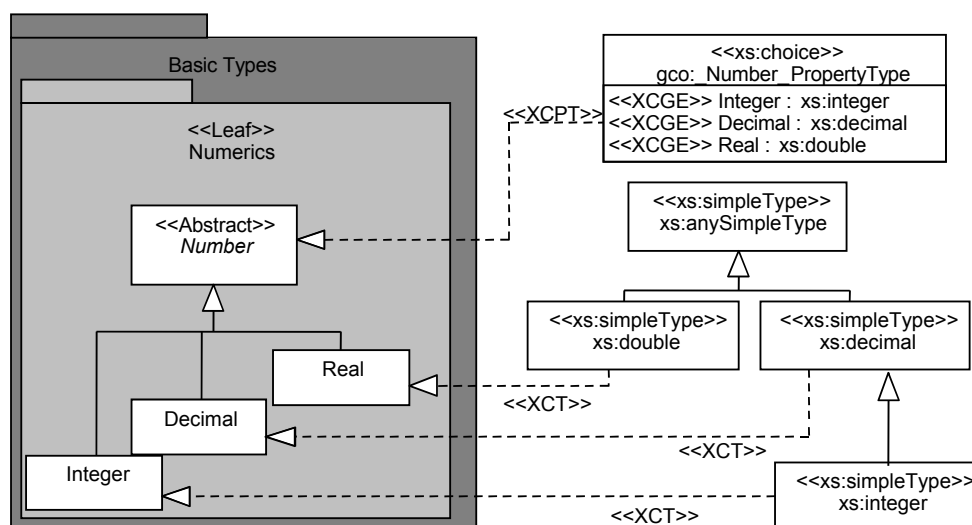 Basic Types
<<Leaf>>
Numerics
<<Abstract>>
Number
Real
Decimal
Integer
<<XCPT>>
<<xs:choice>>
gco:_Number_PropertyType
<<XCGE>> Integer : xs:integer
<<XCGE>> Decimal : xs:decimal
<<XCGE>> Real : xs:double
<<xs:simpleType>>
xs:anySimpleType
<<xs:simpleType>>
xs:double
<<xs:simpleType>>
xs:decimal
<<XCT>>
<<XCT>>
<<xs:simpleType>>
xs:integer
<<XCT>>